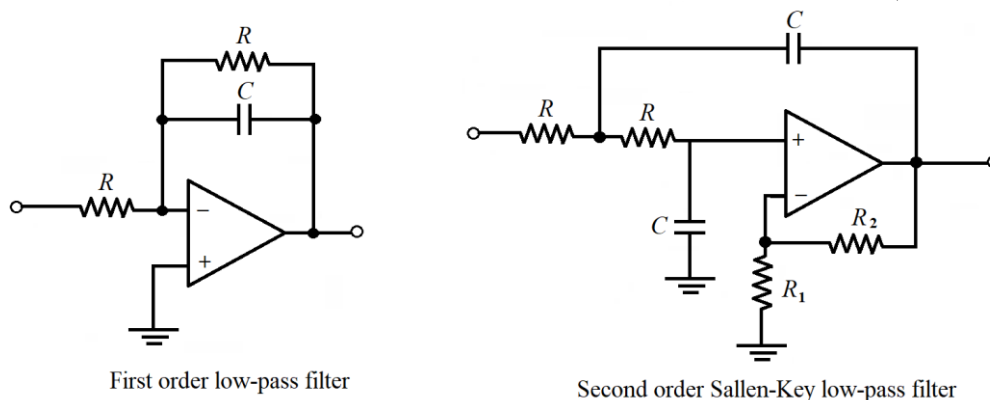 R
C
R
−
+
First order low-pass filter
C
R
R
+
−
C
R₂
R₁
Second order Sallen-Key low-pass filter